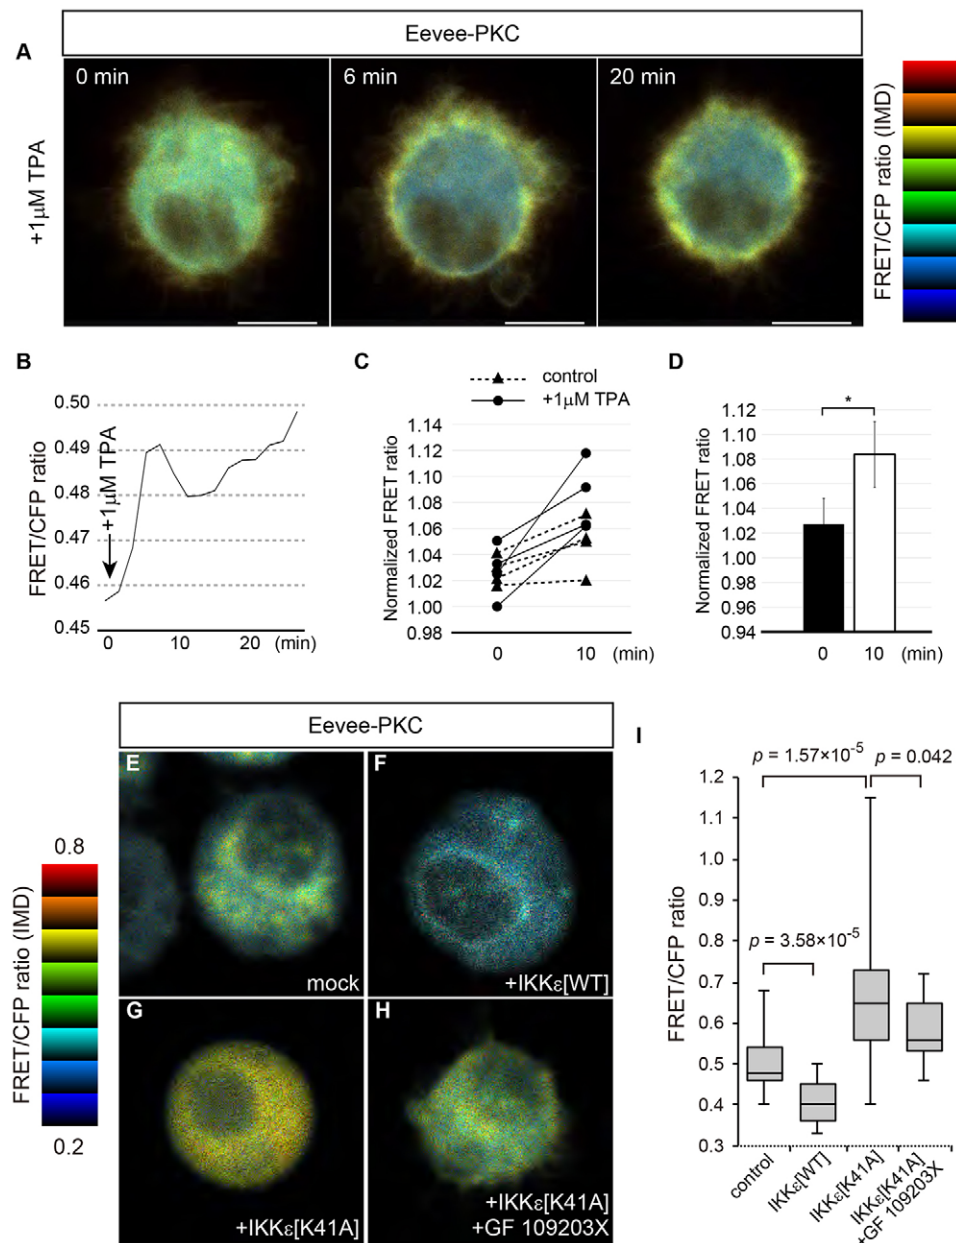 Eevee-PKC
A
0 min
6 min
20 min
+1µM TPA
FRET/CFP ratio (IMD)
B
FRET/CFP ratio
0.50
0.49
0.48
0.47
0.46
0.45
+1µM TPA
0 10 20 (min)
C
control
+1µM TPA
Normalized FRET ratio
1.14
1.12
1.10
1.08
1.06
1.04
1.02
1.00
0.98
0 10 (min)
D
*
Normalized FRET ratio
1.12
1.10
1.08
1.06
1.04
1.02
1.00
0.98
0.96
0.94
0 10 (min)
Eevee-PKC
FRET/CFP ratio (IMD)
0.8
0.2
E
mock
F
+IKKε[WT]
G
+IKKε[K41A]
H
+IKKε[K41A]
+GF 109203X
I
p = 1.57×10⁻⁵
p = 0.042
p = 3.58×10⁻⁵
FRET/CFP ratio
1.2
1.1
1.0
0.9
0.8
0.7
0.6
0.5
0.4
0.3
control
IKKε[WT]
IKKε[K41A]
IKKε[K41A]
+GF 109203X